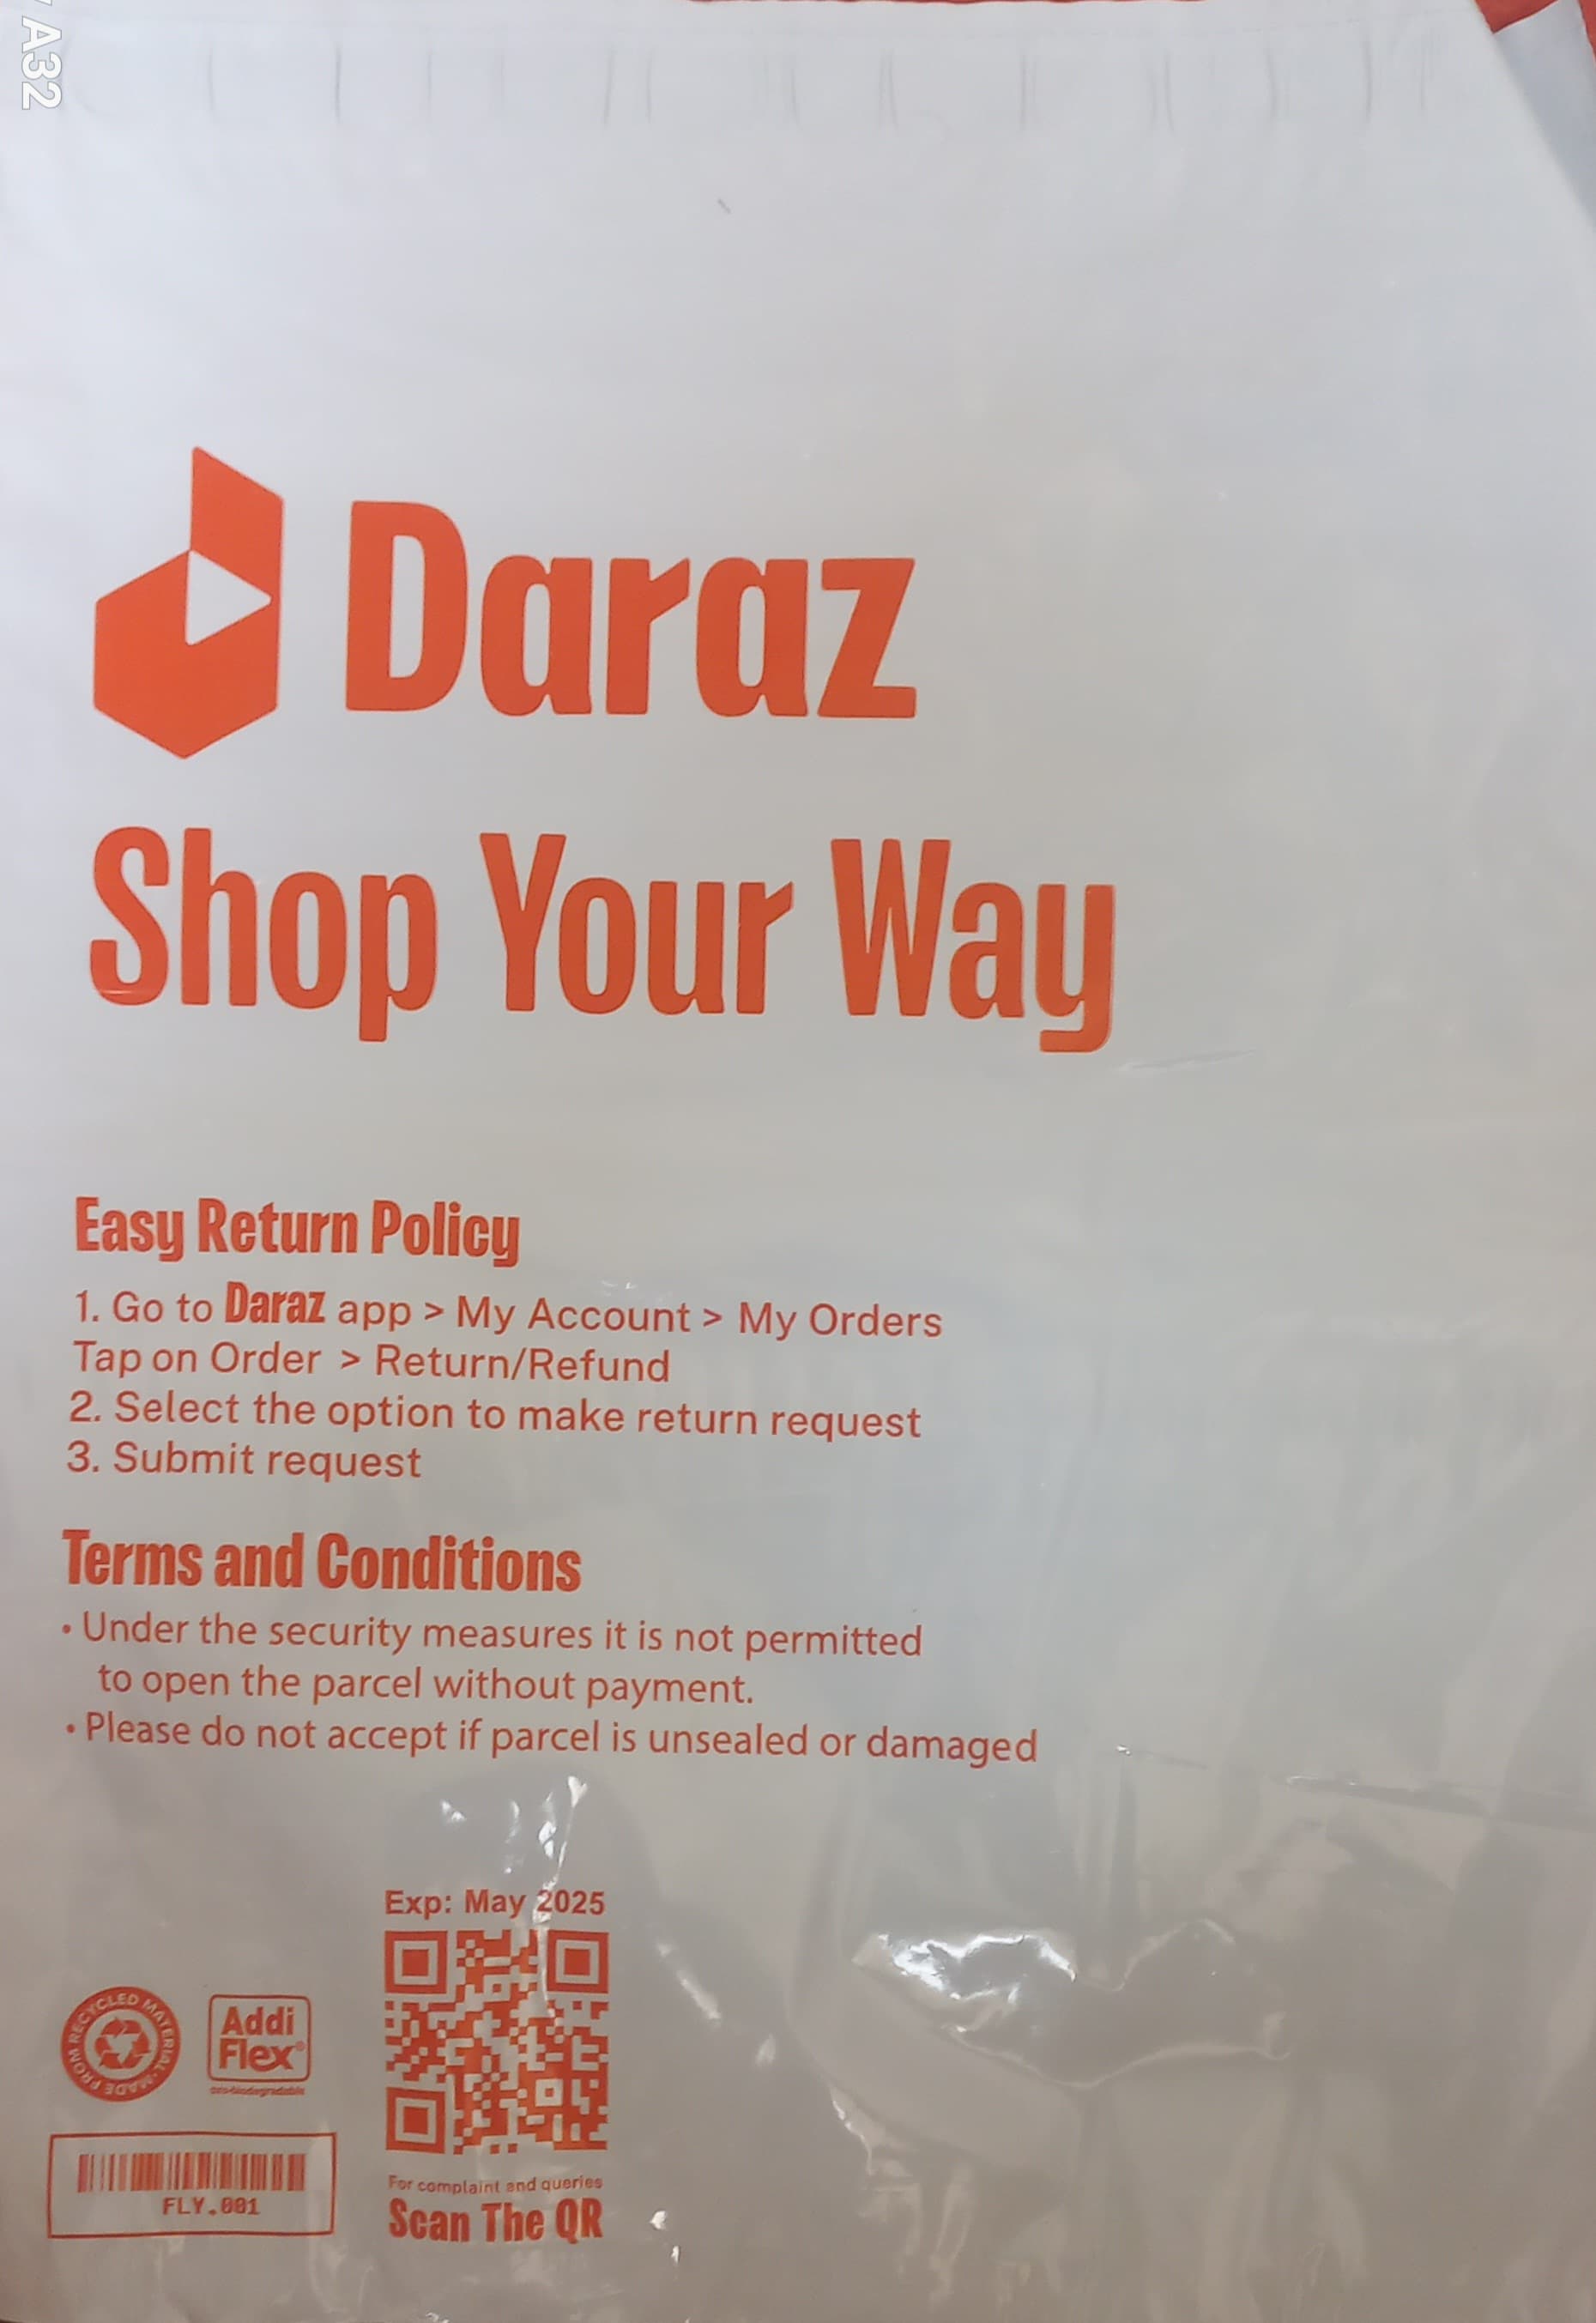 A32
Daraz
Shop Your Way
Easy Return Policy
1. Go to Daraz app > My Account > My Orders
Tap on Order > Return/Refund
2. Select the option to make return request
3. Submit request
Terms and Conditions
• Under the security measures it is not permitted
to open the parcel without payment.
• Please do not accept if parcel is unsealed or damaged
Exp: May 2025
MADE FROM RECYCLED MATERIAL
Addi
Flex®
oxo-biodegradable
FLY.001
For complaint and queries
Scan The QR